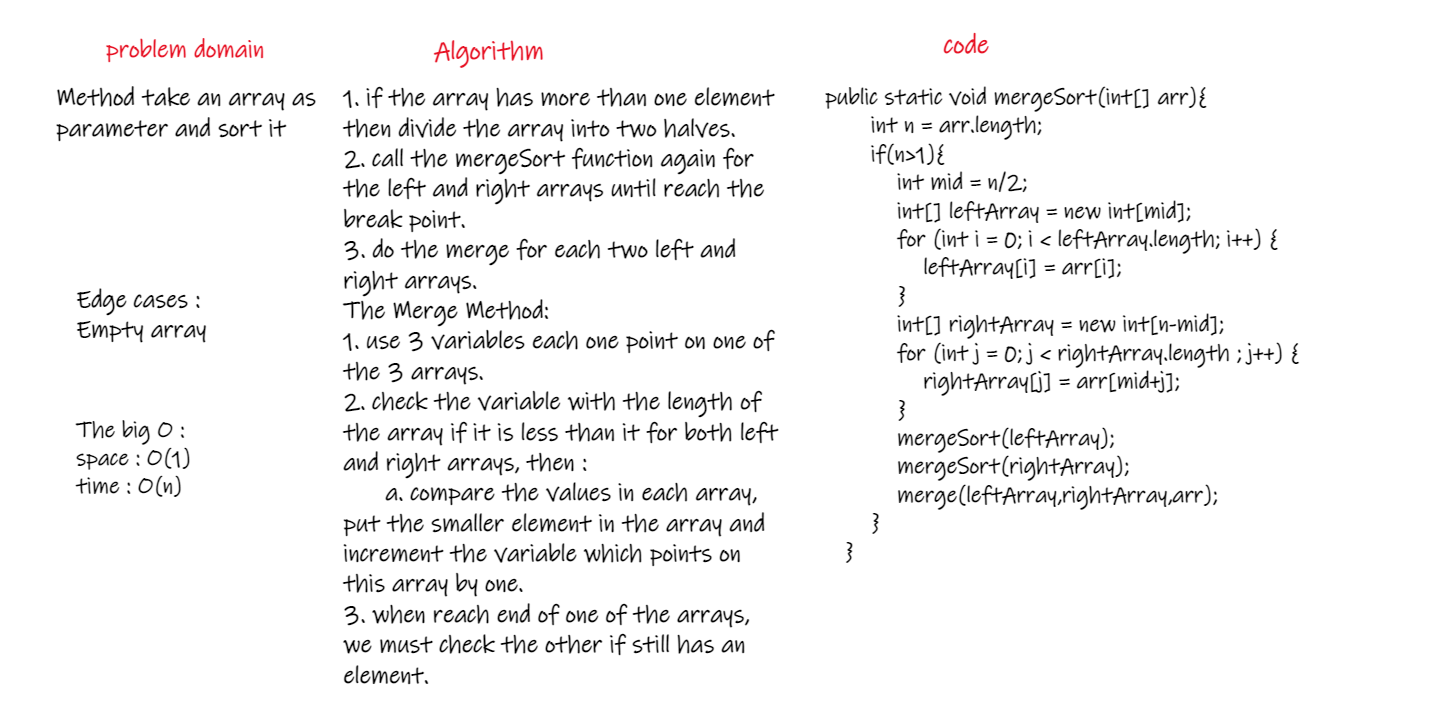 problem domain
Method take an array as
parameter and sort it
Edge cases :
Empty array
The big O :
space : O(1)
time : O(n)
Algorithm
1. if the array has more than one element
then divide the array into two halves.
2. call the mergeSort function again for
the left and right arrays until reach the
break point.
3. do the merge for each two left and
right arrays.
The Merge Method:
1. use 3 variables each one point on one of
the 3 arrays.
2. check the variable with the length of
the array if it is less than it for both left
and right arrays, then :
a. compare the values in each array,
put the smaller element in the array and
increment the variable which points on
this array by one.
3. when reach end of one of the arrays,
we must check the other if still has an
element.
code
public static void mergeSort(int[] arr){
int n = arr.length;
if(n>1){
int mid = n/2;
int[] leftArray = new int[mid];
for (int i = 0; i < leftArray.length; i++) {
leftArray[i] = arr[i];
}
int[] rightArray = new int[n-mid];
for (int j = 0; j < rightArray.length ; j++) {
rightArray[j] = arr[mid+j];
}
mergeSort(leftArray);
mergeSort(rightArray);
merge(leftArray,rightArray,arr);
}
}